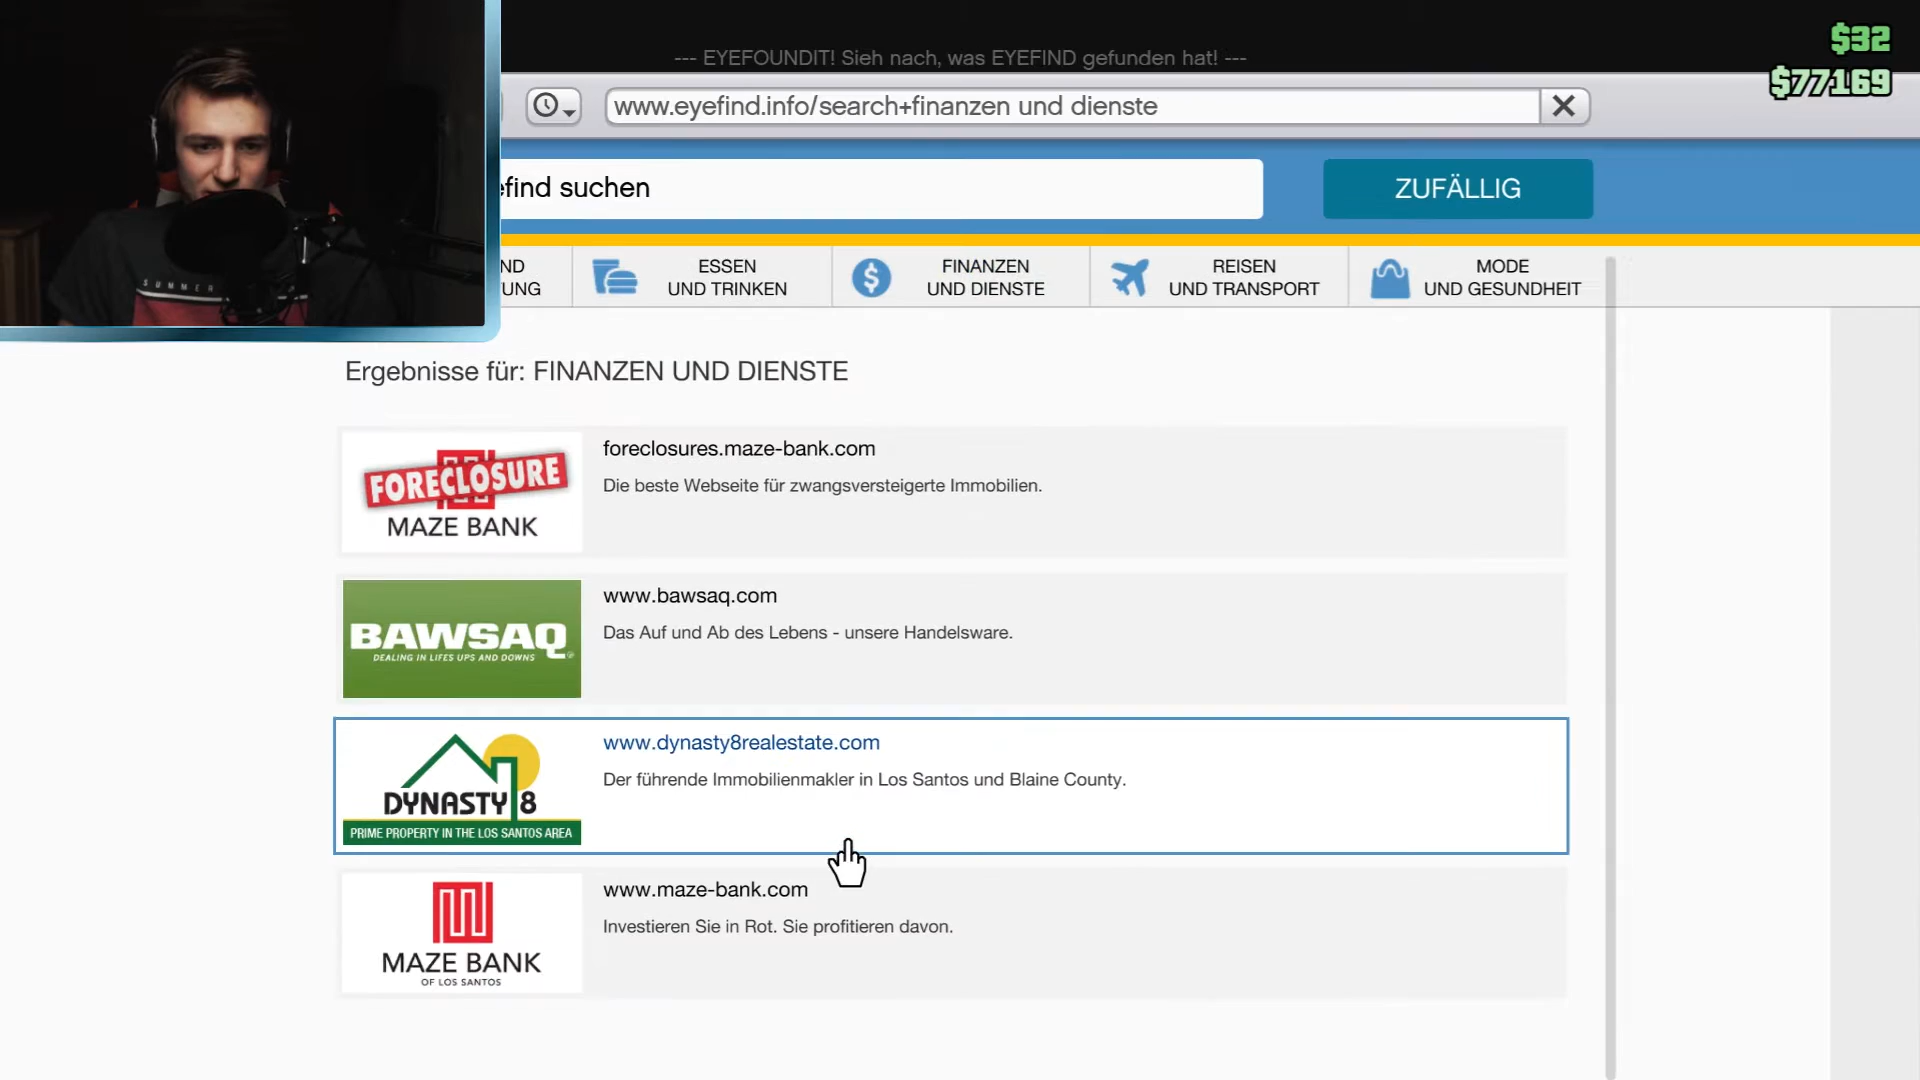 --- EYEFOUNDIT! Sieh nach, was EYEFIND gefunden hat! ---
$32
$77169
www.eyefind.info/search+finanzen und dienste
efind suchen
ZUFÄLLIG
ND
UNG
ESSEN
UND TRINKEN
FINANZEN
UND DIENSTE
REISEN
UND TRANSPORT
MODE
UND GESUNDHEIT
SUMMER
Ergebnisse für: FINANZEN UND DIENSTE
FORECLOSURE
MAZE BANK
foreclosures.maze-bank.com
Die beste Webseite für zwangsversteigerte Immobilien.
BAWSAQ
DEALING IN LIFES UPS AND DOWNS
www.bawsaq.com
Das Auf und Ab des Lebens - unsere Handelsware.
DYNASTY 8
PRIME PROPERTY IN THE LOS SANTOS AREA
www.dynasty8realestate.com
Der führende Immobilienmakler in Los Santos und Blaine County.
MAZE BANK
OF LOS SANTOS
www.maze-bank.com
Investieren Sie in Rot. Sie profitieren davon.